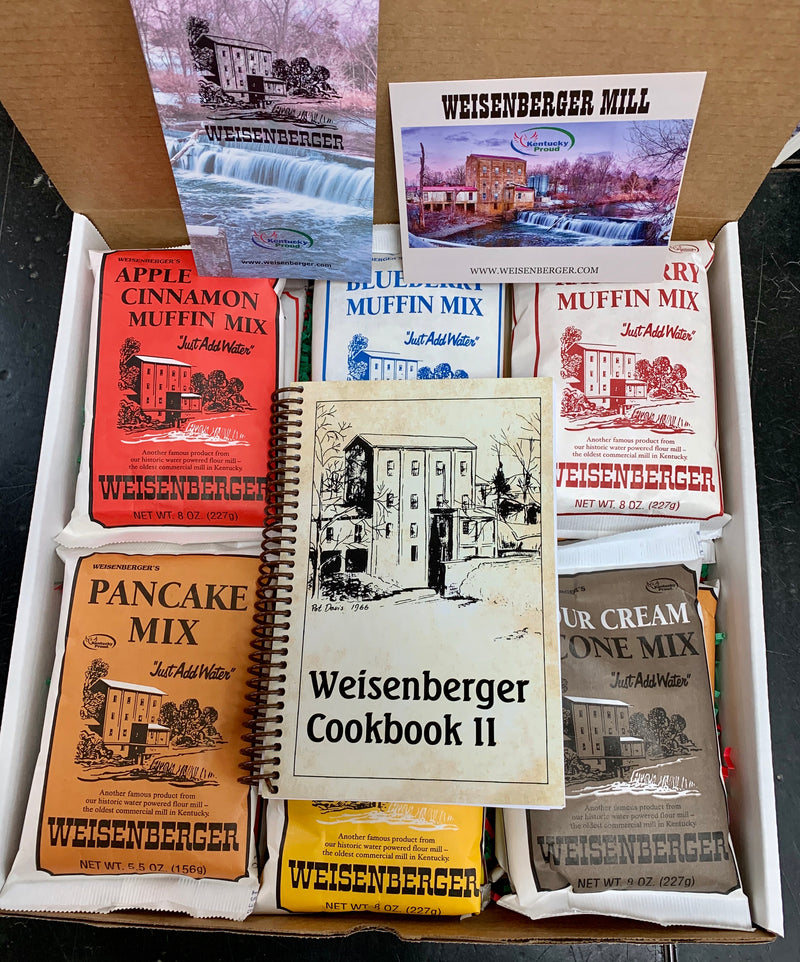 WEISENBERGER
Kentucky
Proud
www.weisenberger.com
WEISENBERGER MILL
Kentucky
Proud
WWW.WEISENBERGER.COM
WEISENBERGER'S
APPLE
CINNAMON
MUFFIN MIX
"Just Add Water"
Another famous product from
our historic water powered flour mill –
the oldest commercial mill in Kentucky.
WEISENBERGER
NET WT. 8 OZ. (227g)
BLUEBERRY
MUFFIN MIX
"Just Add Water"
RRY
MUFFIN MIX
"Just Add Water"
Another famous product from
our historic water powered flour mill –
the oldest commercial mill in Kentucky.
WEISENBERGER
NET WT. 8 OZ. (227g)
Pat Davis 1966
Weisenberger
Cookbook II
WEISENBERGER'S
PANCAKE
MIX
"Just Add Water"
Another famous product from
our historic water powered flour mill –
the oldest commercial mill in Kentucky.
WEISENBERGER
NET WT. 5.5 OZ. (156g)
Another famous product from
our historic water powered flour mill –
the oldest commercial mill in Kentucky.
WEISENBERGER
NET WT. 8 OZ. (227g)
OUR CREAM
CONE MIX
"Just Add Water"
Another famous product from
our historic water powered flour mill –
the oldest commercial mill in Kentucky.
WEISENBERGER
NET WT. 8 OZ. (227g)